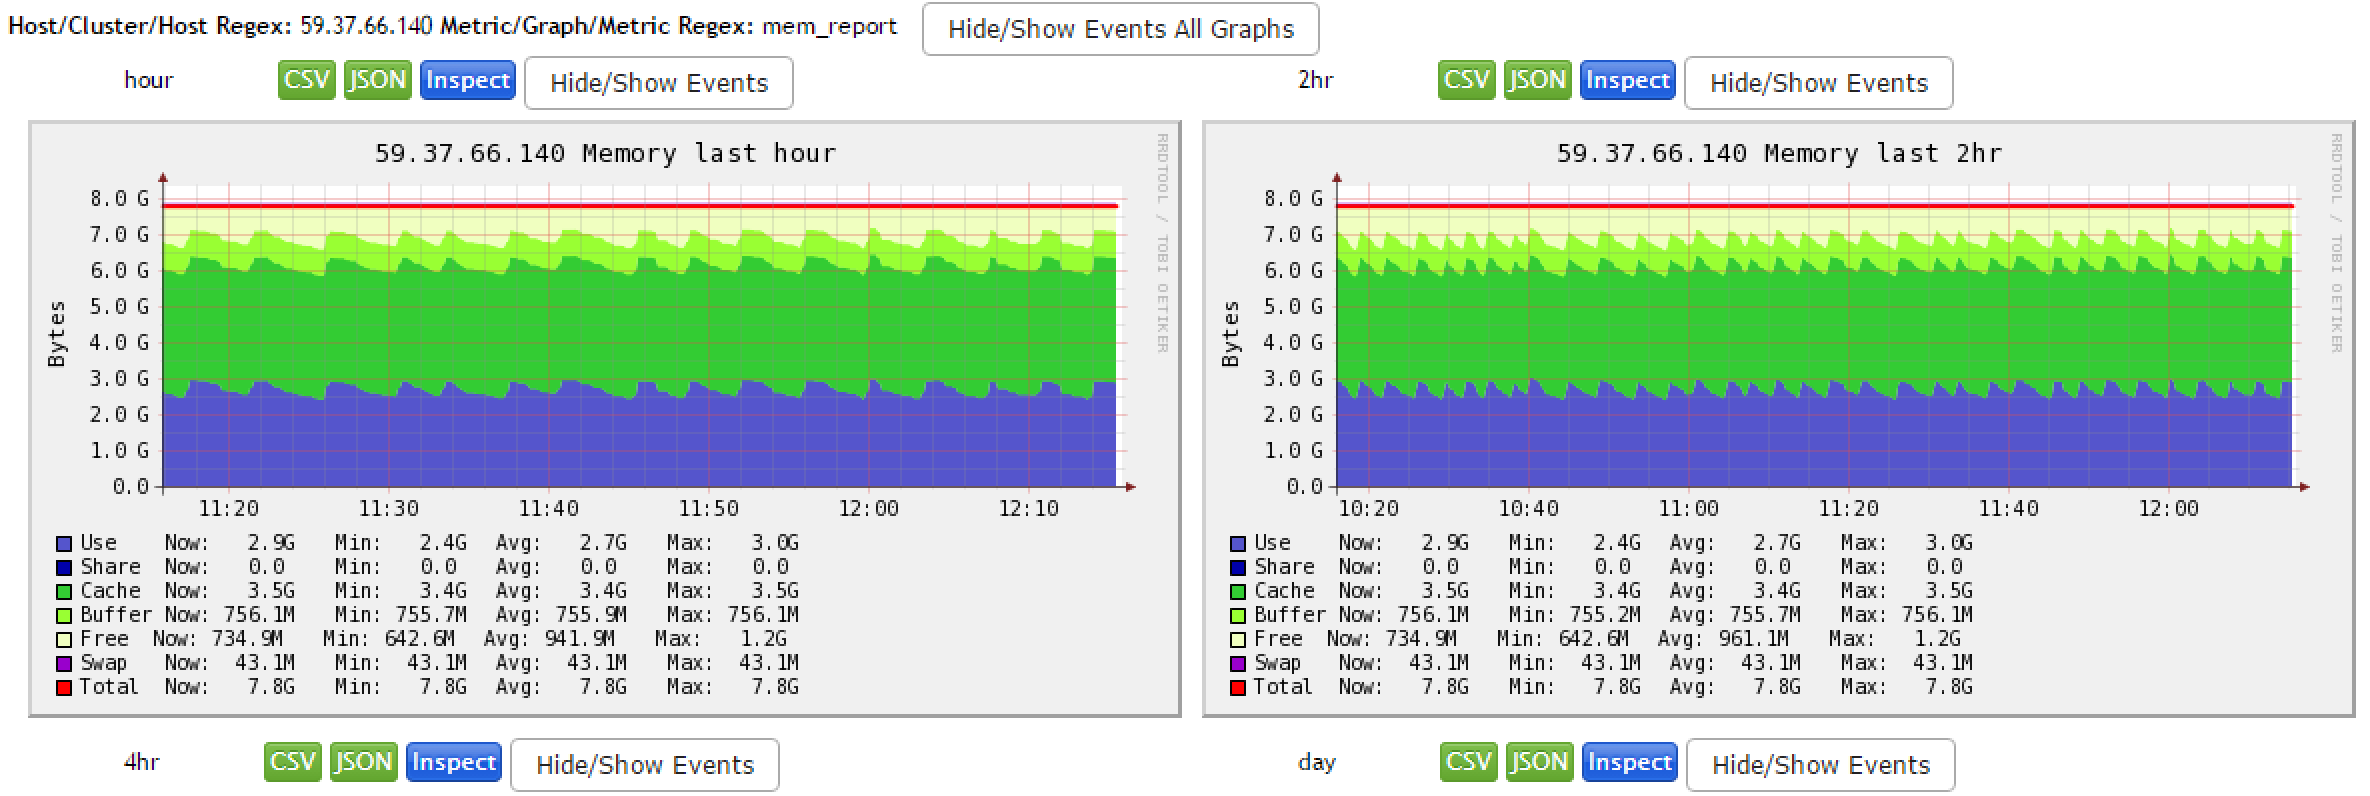 Host/Cluster/Host Regex: 59.37.66.140 Metric/Graph/Metric Regex: mem_report Hide/Show Events All Graphs
hour CSV JSON Inspect Hide/Show Events
59.37.66.140 Memory last hour
RRDTOOL / TOBI OETIKER
Bytes
8.0 G
7.0 G
6.0 G
5.0 G
4.0 G
3.0 G
2.0 G
1.0 G
0.0
11:20 11:30 11:40 11:50 12:00 12:10
Use Now: 2.9G Min: 2.4G Avg: 2.7G Max: 3.0G
Share Now: 0.0 Min: 0.0 Avg: 0.0 Max: 0.0
Cache Now: 3.5G Min: 3.4G Avg: 3.4G Max: 3.5G
Buffer Now: 756.1M Min: 755.7M Avg: 755.9M Max: 756.1M
Free Now: 734.9M Min: 642.6M Avg: 941.9M Max: 1.2G
Swap Now: 43.1M Min: 43.1M Avg: 43.1M Max: 43.1M
Total Now: 7.8G Min: 7.8G Avg: 7.8G Max: 7.8G
2hr CSV JSON Inspect Hide/Show Events
59.37.66.140 Memory last 2hr
RRDTOOL / TOBI OETIKER
Bytes
8.0 G
7.0 G
6.0 G
5.0 G
4.0 G
3.0 G
2.0 G
1.0 G
0.0
10:20 10:40 11:00 11:20 11:40 12:00
Use Now: 2.9G Min: 2.4G Avg: 2.7G Max: 3.0G
Share Now: 0.0 Min: 0.0 Avg: 0.0 Max: 0.0
Cache Now: 3.5G Min: 3.4G Avg: 3.4G Max: 3.5G
Buffer Now: 756.1M Min: 755.2M Avg: 755.7M Max: 756.1M
Free Now: 734.9M Min: 642.6M Avg: 961.1M Max: 1.2G
Swap Now: 43.1M Min: 43.1M Avg: 43.1M Max: 43.1M
Total Now: 7.8G Min: 7.8G Avg: 7.8G Max: 7.8G
4hr CSV JSON Inspect Hide/Show Events
day CSV JSON Inspect Hide/Show Events